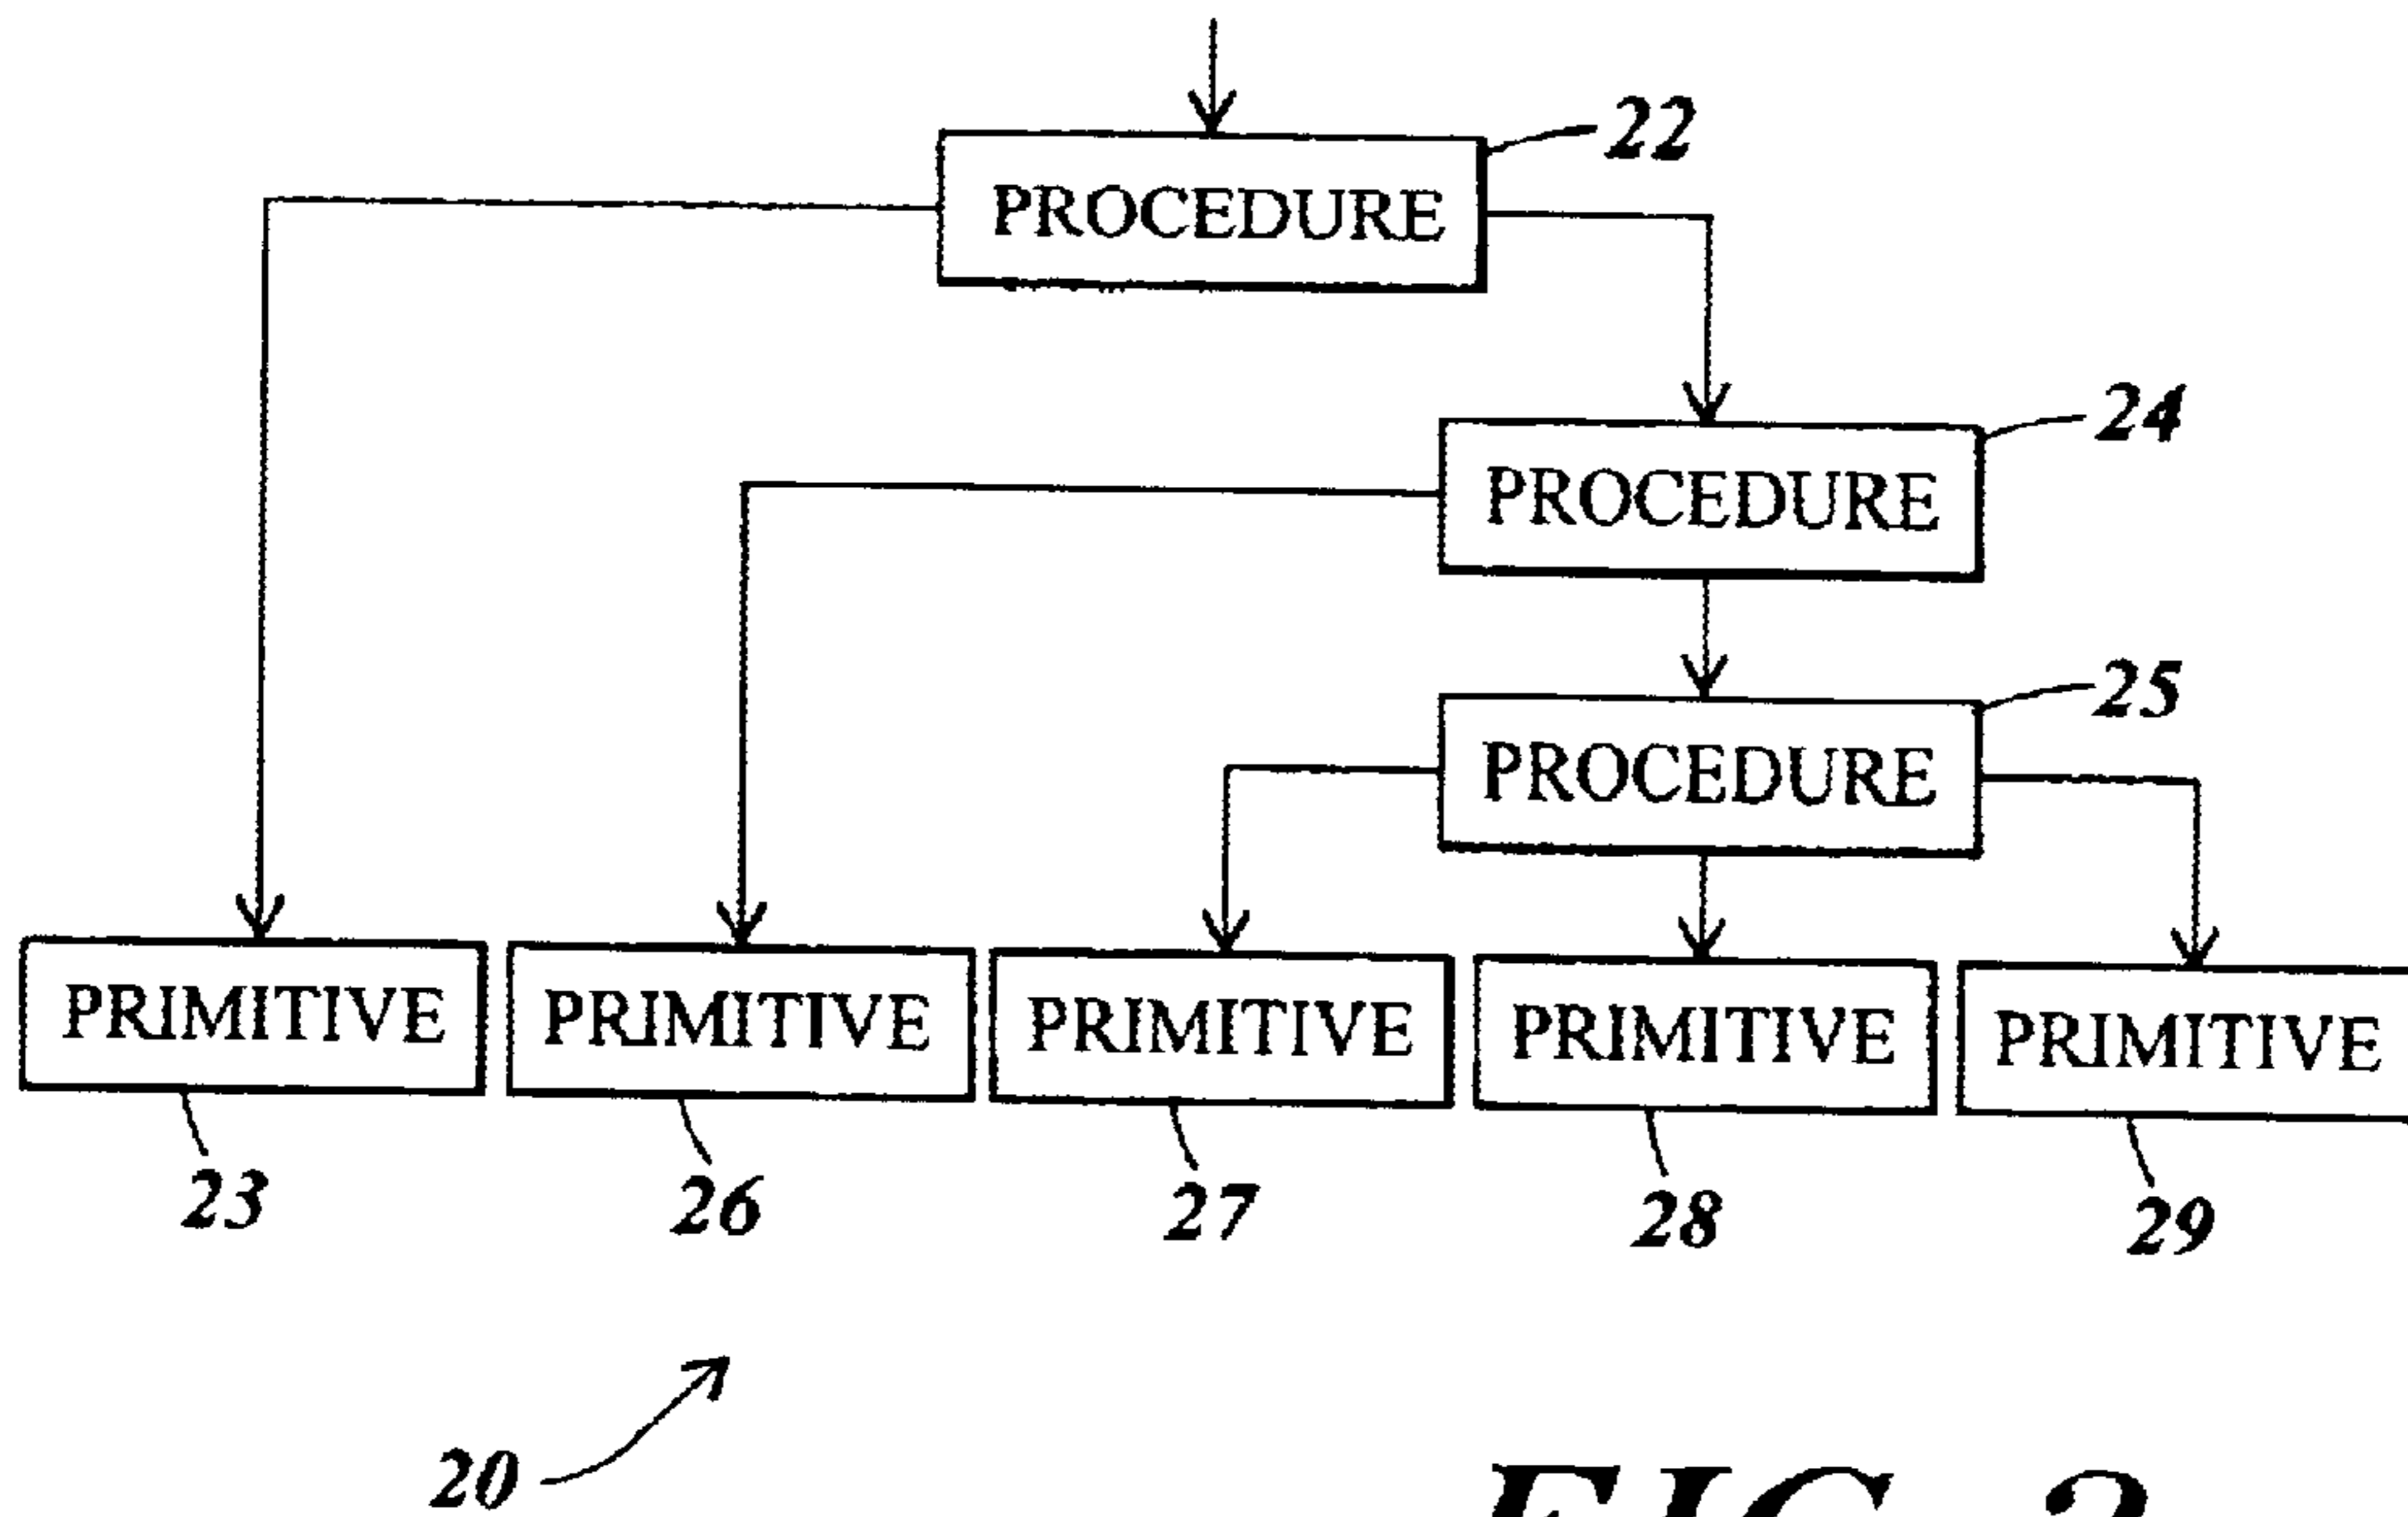 22
PROCEDURE
24
PROCEDURE
25
PROCEDURE
PRIMITIVE PRIMITIVE PRIMITIVE PRIMITIVE PRIMITIVE
23 26 27 28 29
20